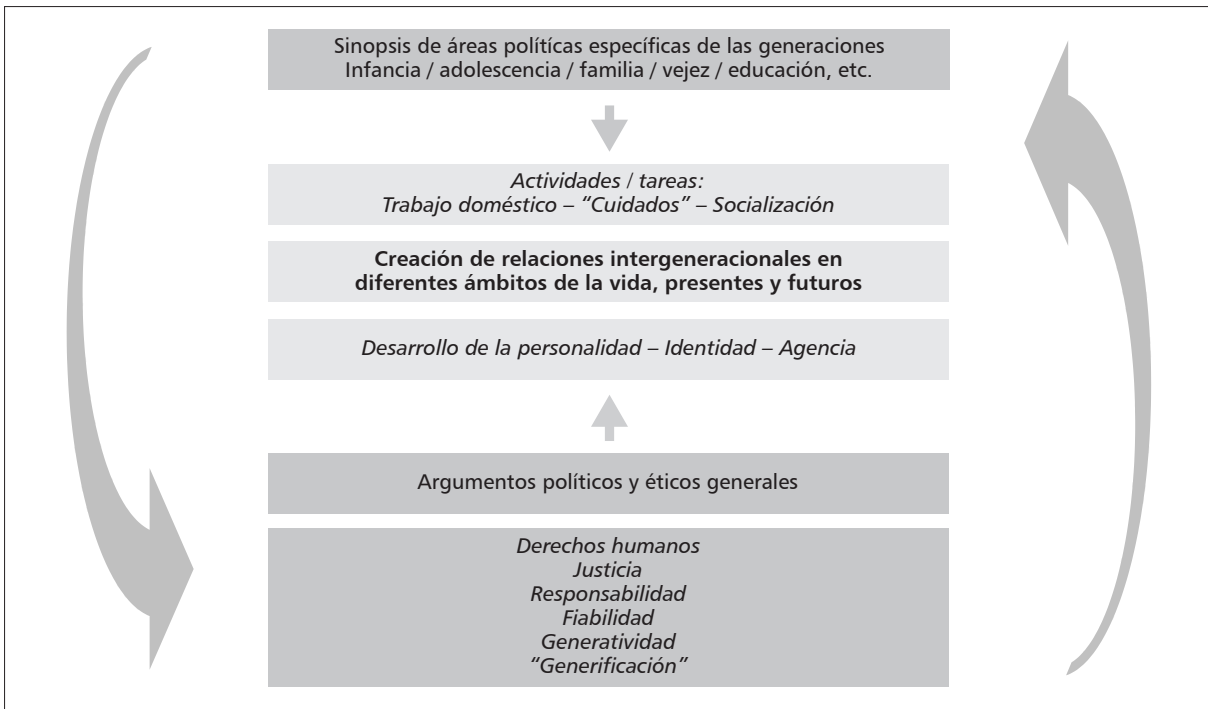 Sinopsis de áreas polítícas específicas de las generaciones
Infancia / adolescencia / familia / vejez / educación, etc.
Actividades / tareas:
Trabajo doméstico – “Cuidados” – Socialización
Creación de relaciones intergeneracionales en
diferentes ámbitos de la vida, presentes y futuros
Desarrollo de la personalidad – Identidad – Agencia
Argumentos políticos y éticos generales
Derechos humanos
Justicia
Responsabilidad
Fiabilidad
Generatividad
“Generificación”